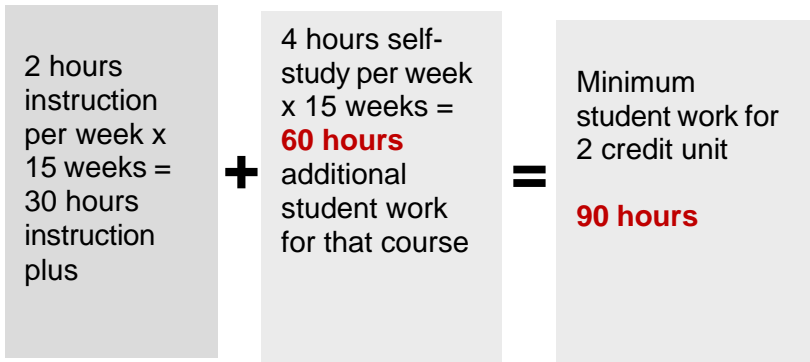 2 hours
instruction
per week x
15 weeks =
30 hours
instruction
plus
+
4 hours self-
study per week
x 15 weeks =
60 hours
additional
student work
for that course
=
Minimum
student work for
2 credit unit
90 hours